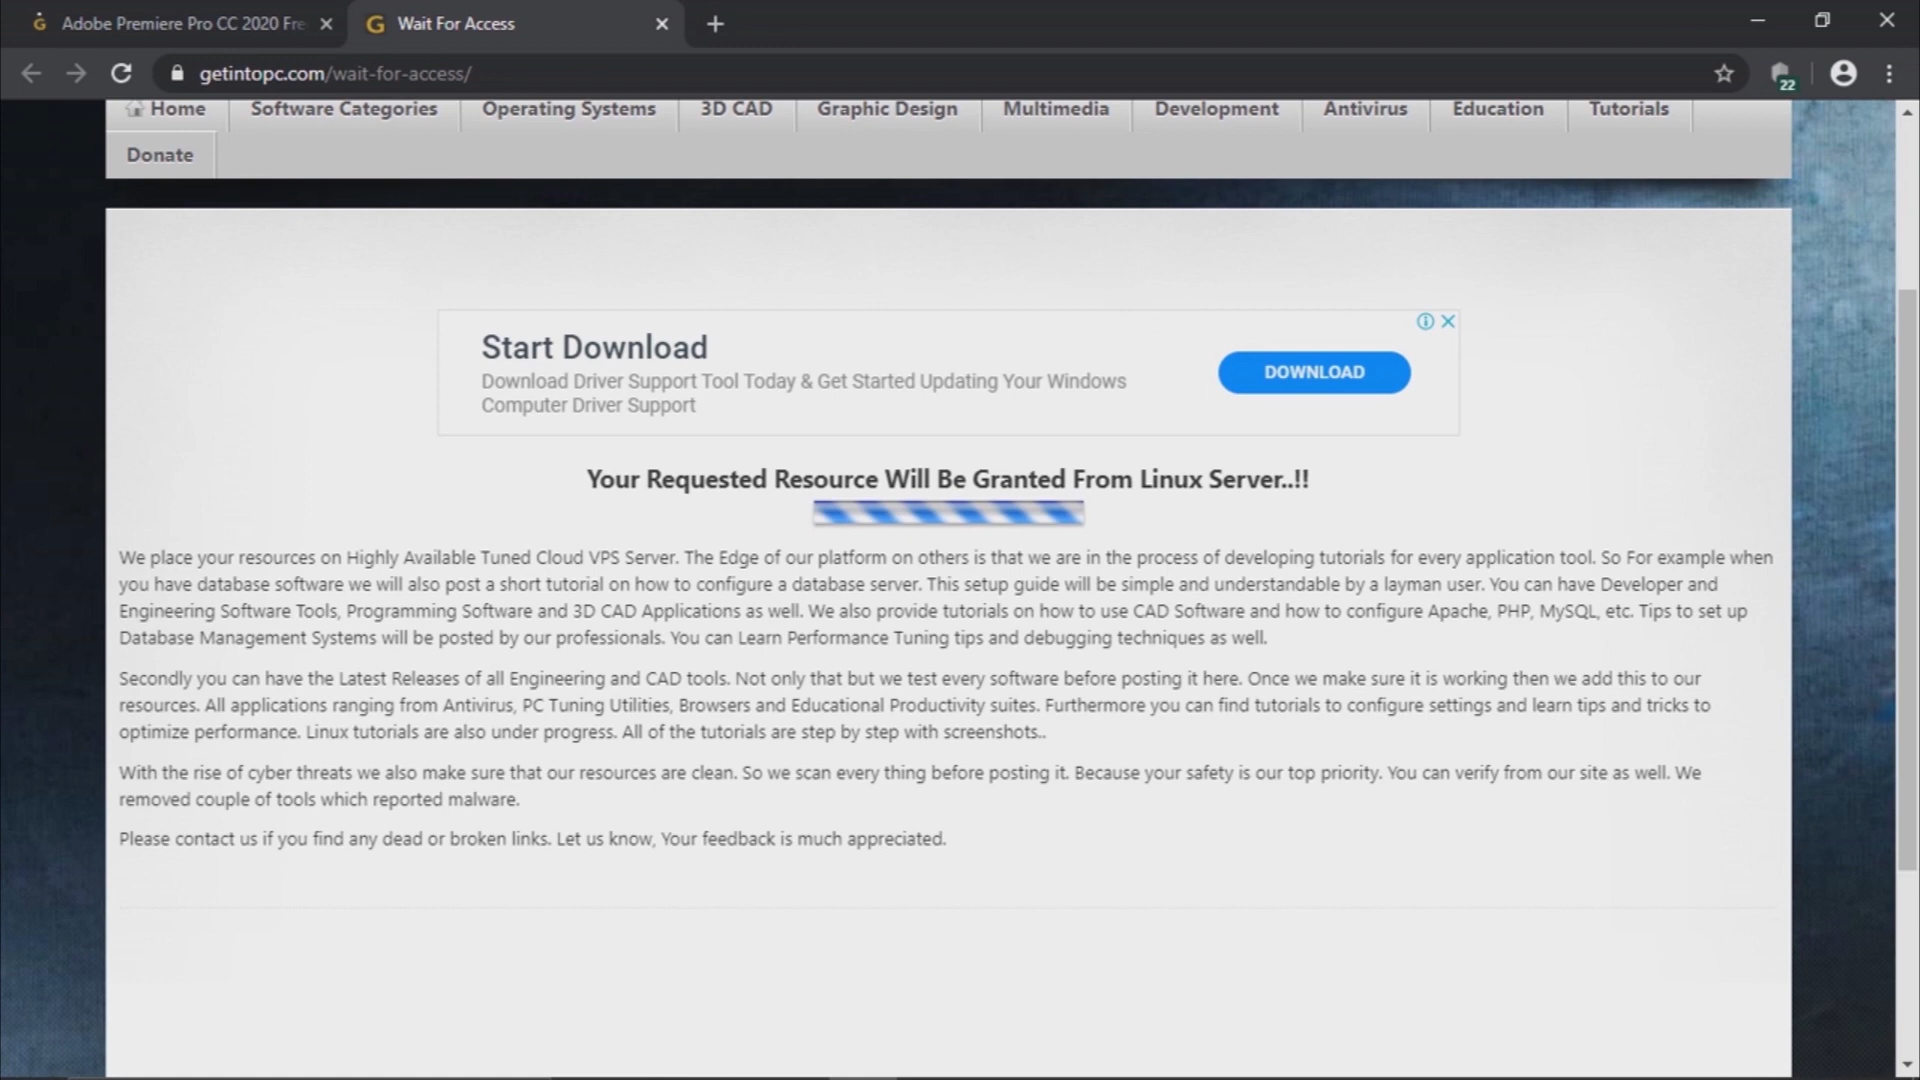 Adobe Premiere Pro CC 2020 Fre
Wait For Access
getintopc.com/wait-for-access/
22
Home
Software Categories
Operating Systems
3D CAD
Graphic Design
Multimedia
Development
Antivirus
Education
Tutorials
Donate
Start Download
Download Driver Support Tool Today & Get Started Updating Your Windows
Computer Driver Support
DOWNLOAD
Your Requested Resource Will Be Granted From Linux Server..!!
We place your resources on Highly Available Tuned Cloud VPS Server. The Edge of our platform on others is that we are in the process of developing tutorials for every application tool. So For example when
you have database software we will also post a short tutorial on how to configure a database server. This setup guide will be simple and understandable by a layman user. You can have Developer and
Engineering Software Tools, Programming Software and 3D CAD Applications as well. We also provide tutorials on how to use CAD Software and how to configure Apache, PHP, MySQL, etc. Tips to set up
Database Management Systems will be posted by our professionals. You can Learn Performance Tuning tips and debugging techniques as well.
Secondly you can have the Latest Releases of all Engineering and CAD tools. Not only that but we test every software before posting it here. Once we make sure it is working then we add this to our
resources. All applications ranging from Antivirus, PC Tuning Utilities, Browsers and Educational Productivity suites. Furthermore you can find tutorials to configure settings and learn tips and tricks to
optimize performance. Linux tutorials are also under progress. All of the tutorials are step by step with screenshots..
With the rise of cyber threats we also make sure that our resources are clean. So we scan every thing before posting it. Because your safety is our top priority. You can verify from our site as well. We
removed couple of tools which reported malware.
Please contact us if you find any dead or broken links. Let us know, Your feedback is much appreciated.